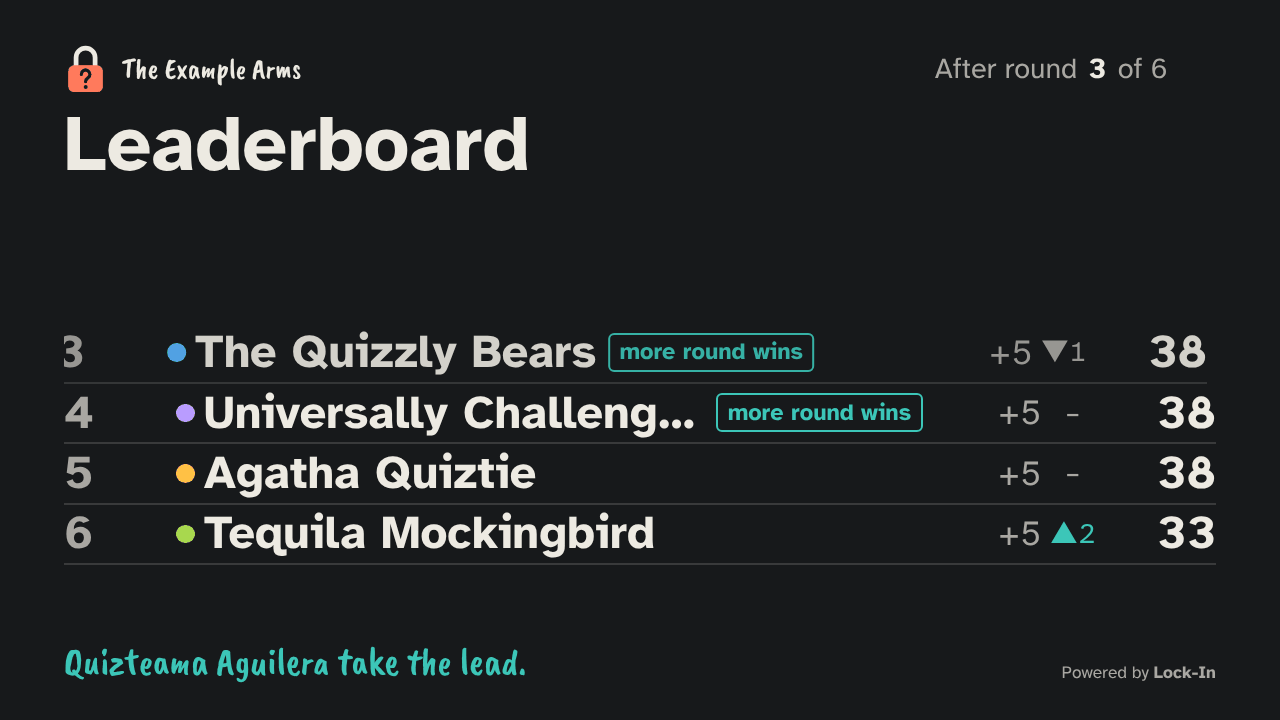 The Example Arms
After round 3 of 6
Leaderboard
3 The Quizzly Bears more round wins +5 ▼1 38
4 Universally Challeng... more round wins +5 - 38
5 Agatha Quiztie +5 - 38
6 Tequila Mockingbird +5 ▲2 33
Quizteama Aguilera take the lead.
Powered by Lock-In